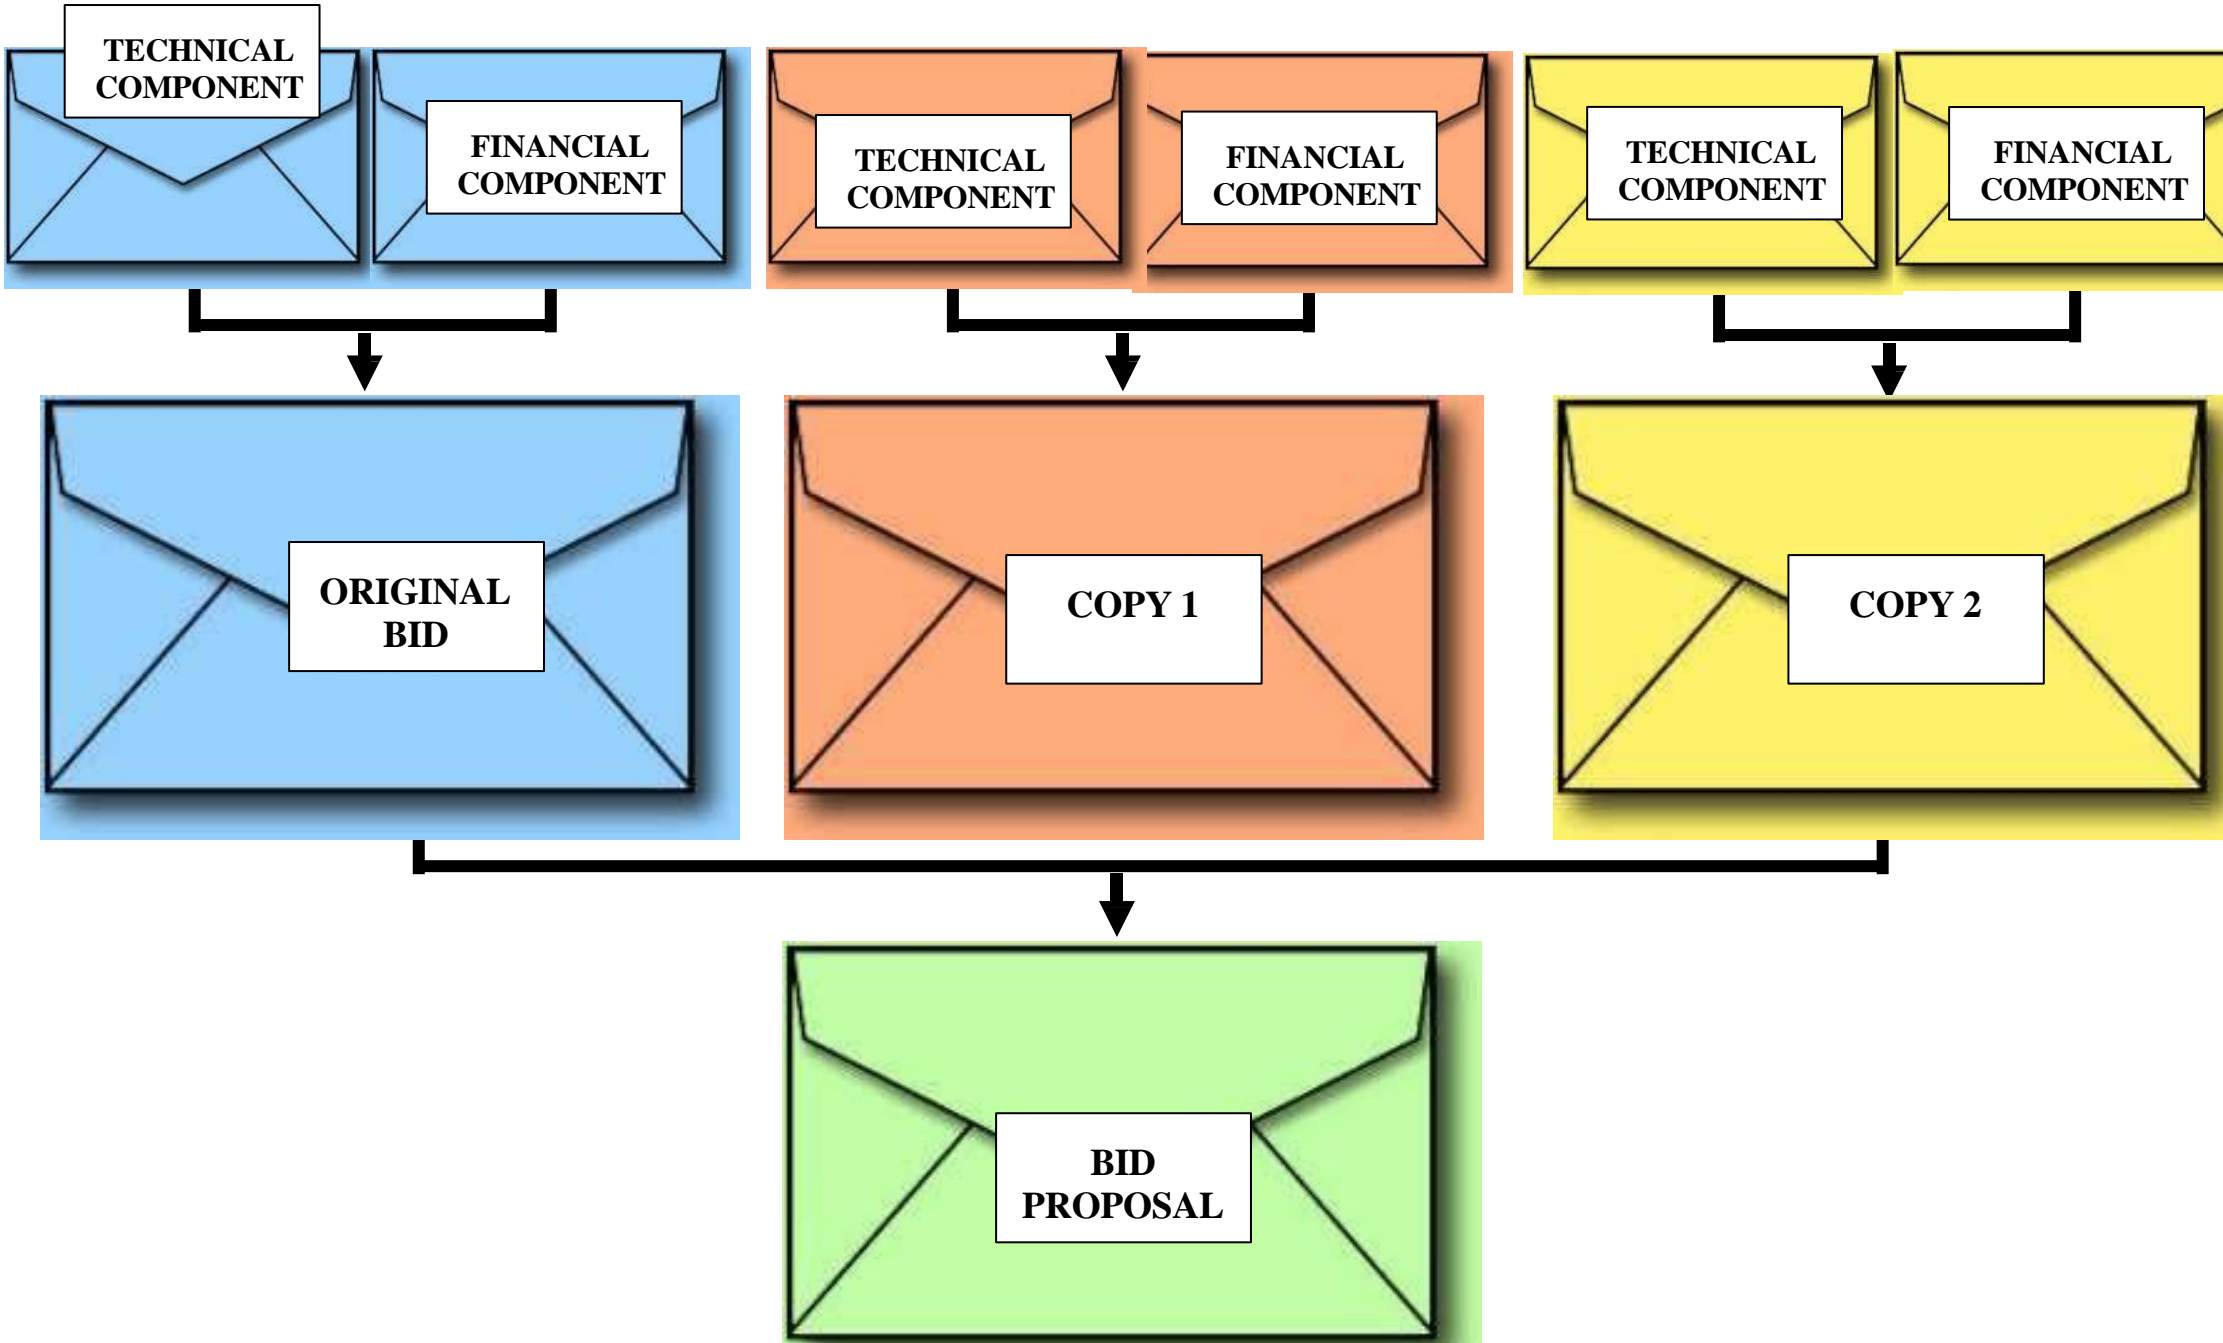 TECHNICAL
COMPONENT
FINANCIAL
COMPONENT
TECHNICAL
COMPONENT
FINANCIAL
COMPONENT
TECHNICAL
COMPONENT
FINANCIAL
COMPONENT
ORIGINAL
BID
COPY 1
COPY 2
BID
PROPOSAL